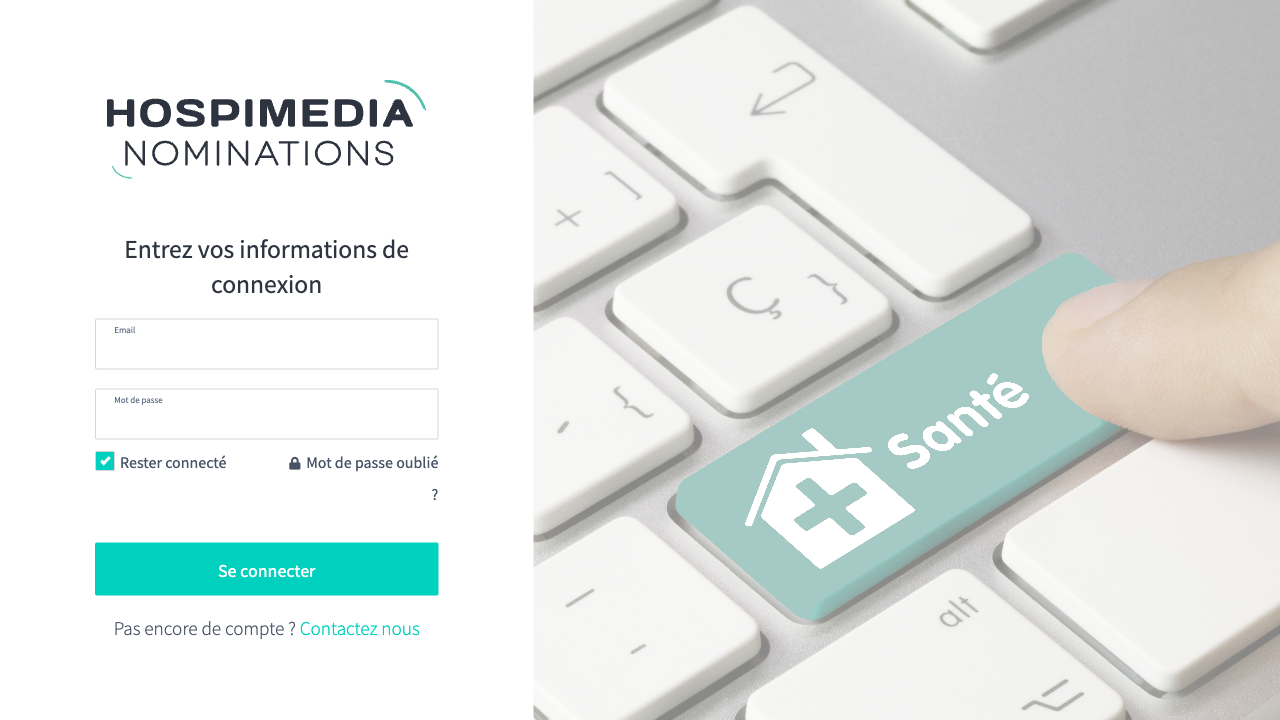 HOSPIMEDIA
NOMINATIONS
Entrez vos informations de
connexion
Email
Mot de passe
Rester connecté
Mot de passe oublié
?
Se connecter
Pas encore de compte ? Contactez nous
]
+
Ç
}
{
-
Santé
alt